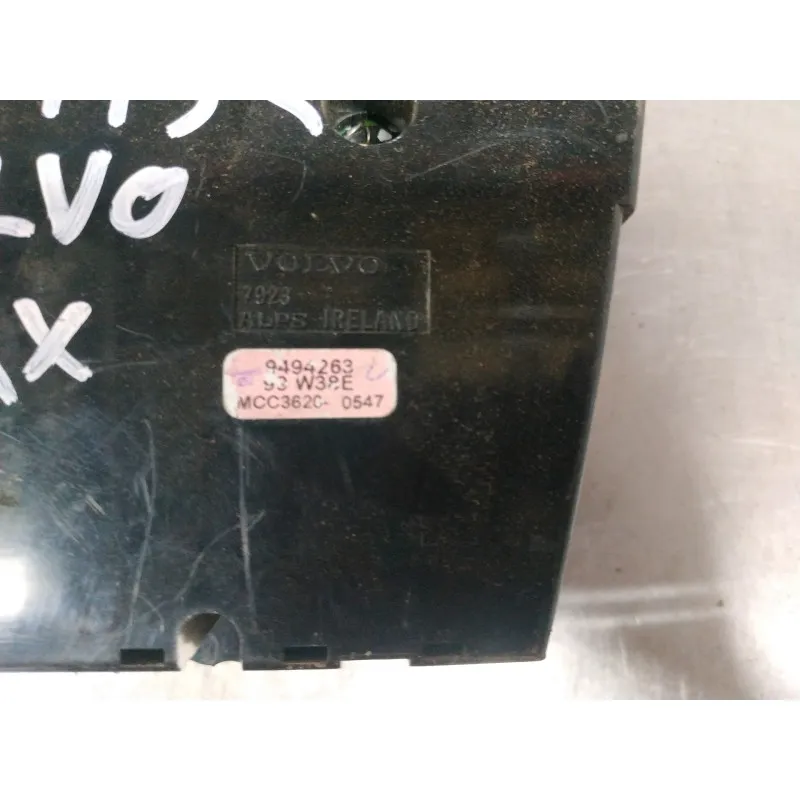 LVO
X
VOLVO
7923
ALPS IRELAND
9494263
93 W38E
MCC3620- 0547